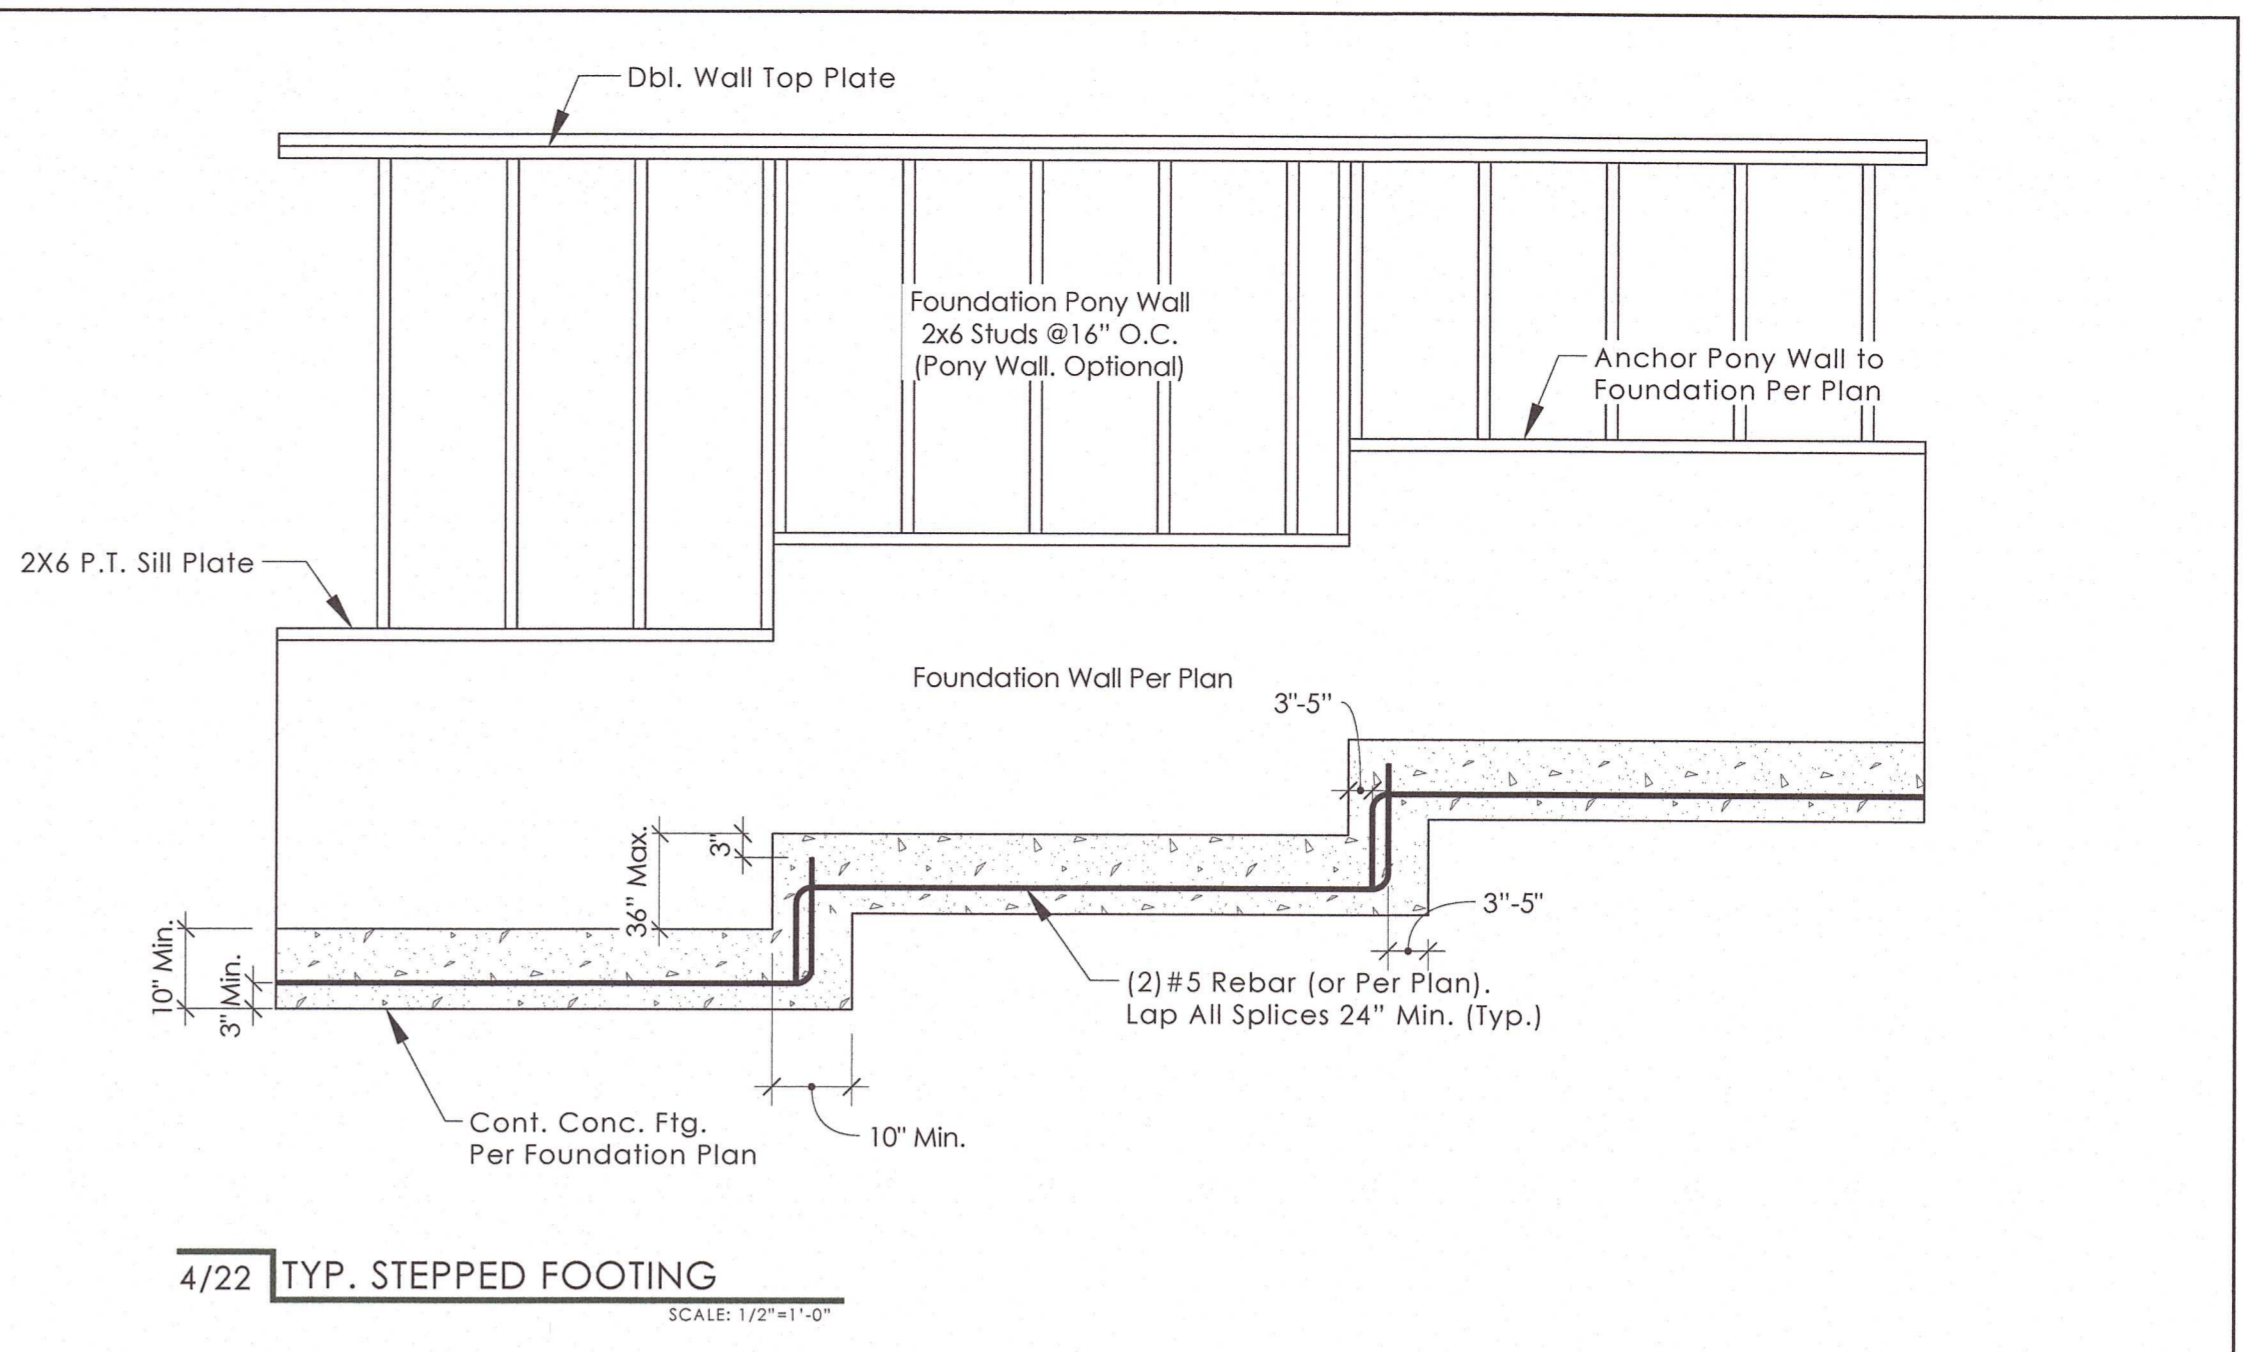 Dbl. Wall Top Plate
Foundation Pony Wall
2x6 Studs @16" O.C.
(Pony Wall. Optional)
Anchor Pony Wall to
Foundation Per Plan
2X6 P.T. Sill Plate
Foundation Wall Per Plan
3"-5"
36" Max.
3"
3"-5"
10" Min.
3" Min.
(2)#5 Rebar (or Per Plan).
Lap All Splices 24" Min. (Typ.)
Cont. Conc. Ftg.
Per Foundation Plan
10" Min.
4/22 TYP. STEPPED FOOTING
SCALE: 1/2"=1'-0"